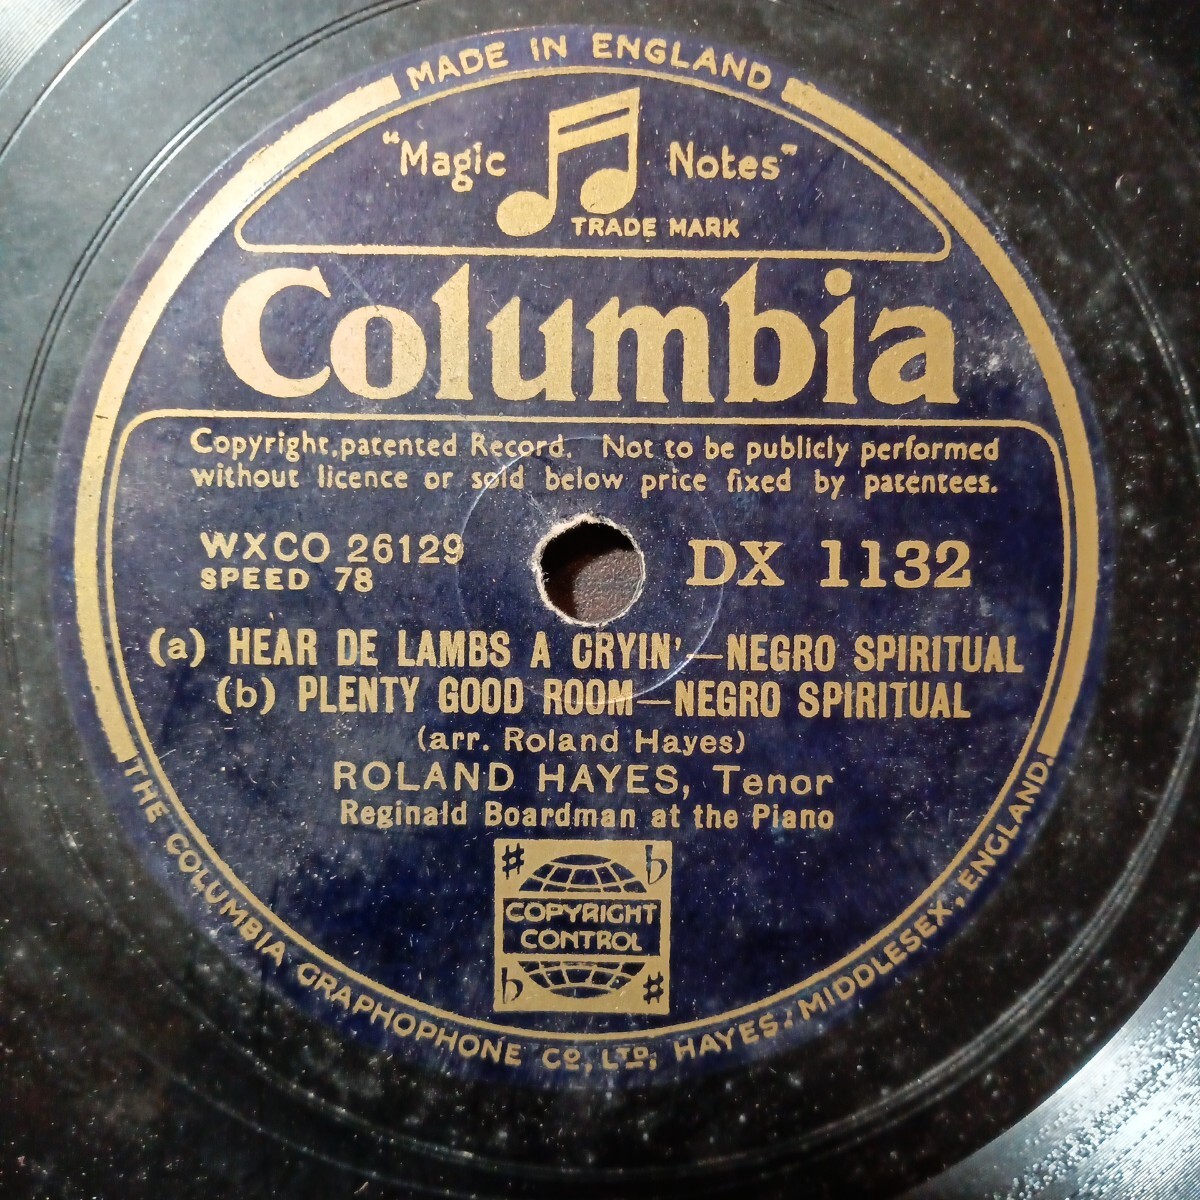 MADE IN ENGLAND
"Magic Notes"
TRADE MARK
Columbia
Copyright, patented Record. Not to be publicly performed
without licence or sold below price fixed by patentees.
WXCO 26129
SPEED 78
DX 1132
(a) HEAR DE LAMBS A CRYIN'—NEGRO SPIRITUAL
(b) PLENTY GOOD ROOM—NEGRO SPIRITUAL
(arr. Roland Hayes)
ROLAND HAYES, Tenor
Reginald Boardman at the Piano
COPYRIGHT
CONTROL
THE COLUMBIA GRAPHOPHONE CO., LTD., HAYES, MIDDLESEX, ENGLAND.